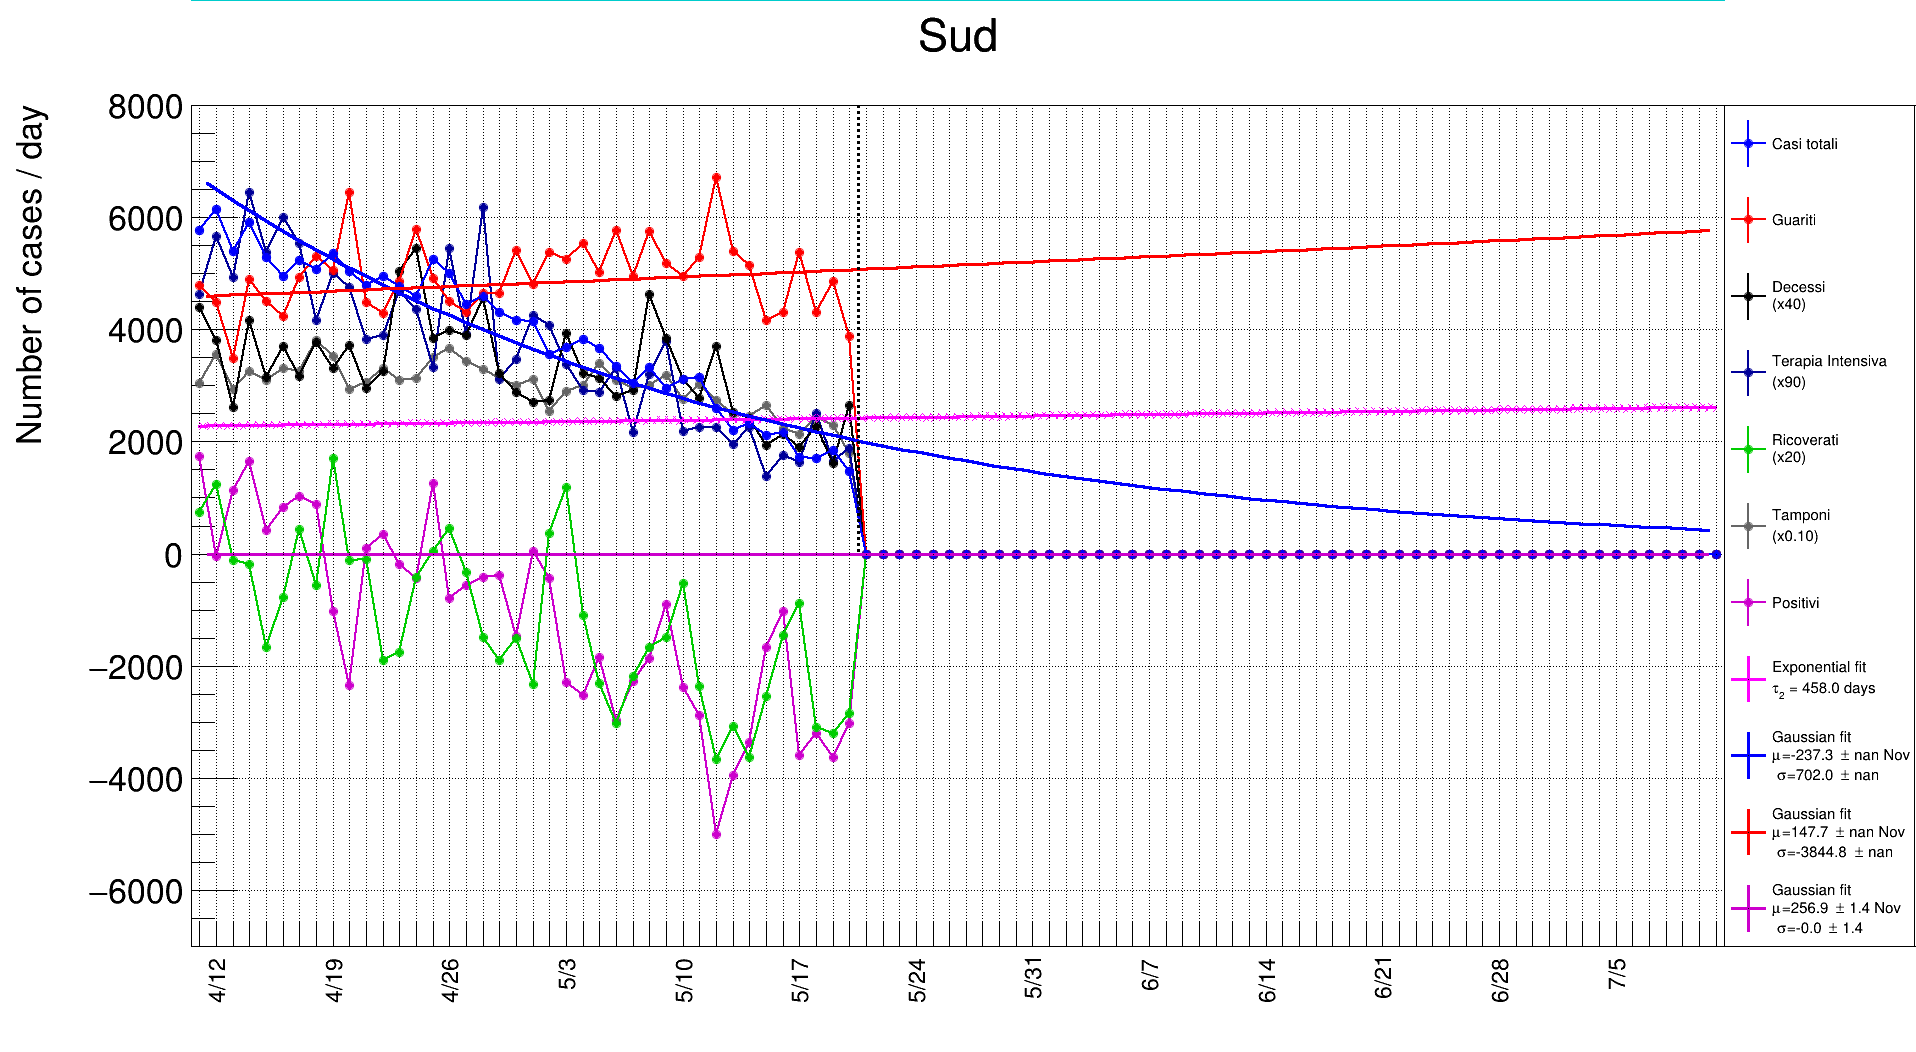 Sud
Number of cases / day
8000
6000
4000
2000
0
−2000
−4000
−6000
4/12
4/19
4/26
5/3
5/10
5/17
5/24
5/31
6/7
6/14
6/21
6/28
7/5
Casi totali
Guariti
Decessi
(x40)
Terapia Intensiva
(x90)
Ricoverati
(x20)
Tamponi
(x0.10)
Positivi
Exponential fit
τ2 = 458.0 days
Gaussian fit
μ=-237.3 ± nan Nov
σ=702.0 ± nan
Gaussian fit
μ=147.7 ± nan Nov
σ=-3844.8 ± nan
Gaussian fit
μ=256.9 ± 1.4 Nov
σ=-0.0 ± 1.4